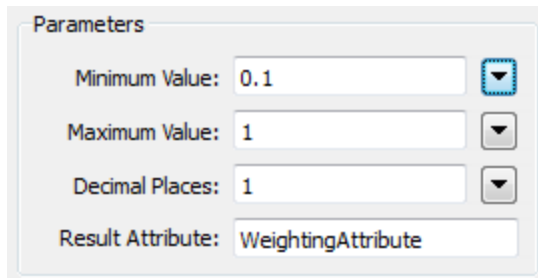 Parameters
Minimum Value: 0.1
Maximum Value: 1
Decimal Places: 1
Result Attribute: WeightingAttribute